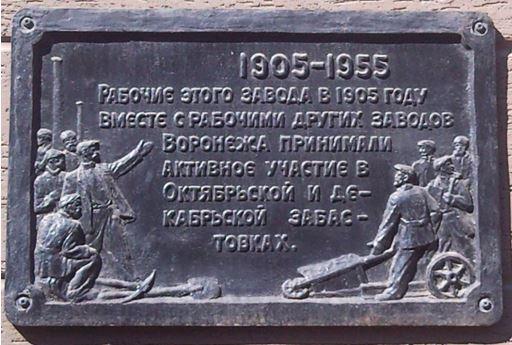 1905-1955
Рабочие этого завода в 1905 году
вместе с рабочими других заводов
Воронежа принимали
активное участие в
Октябрьской и де-
кабрьской забас-
товках.